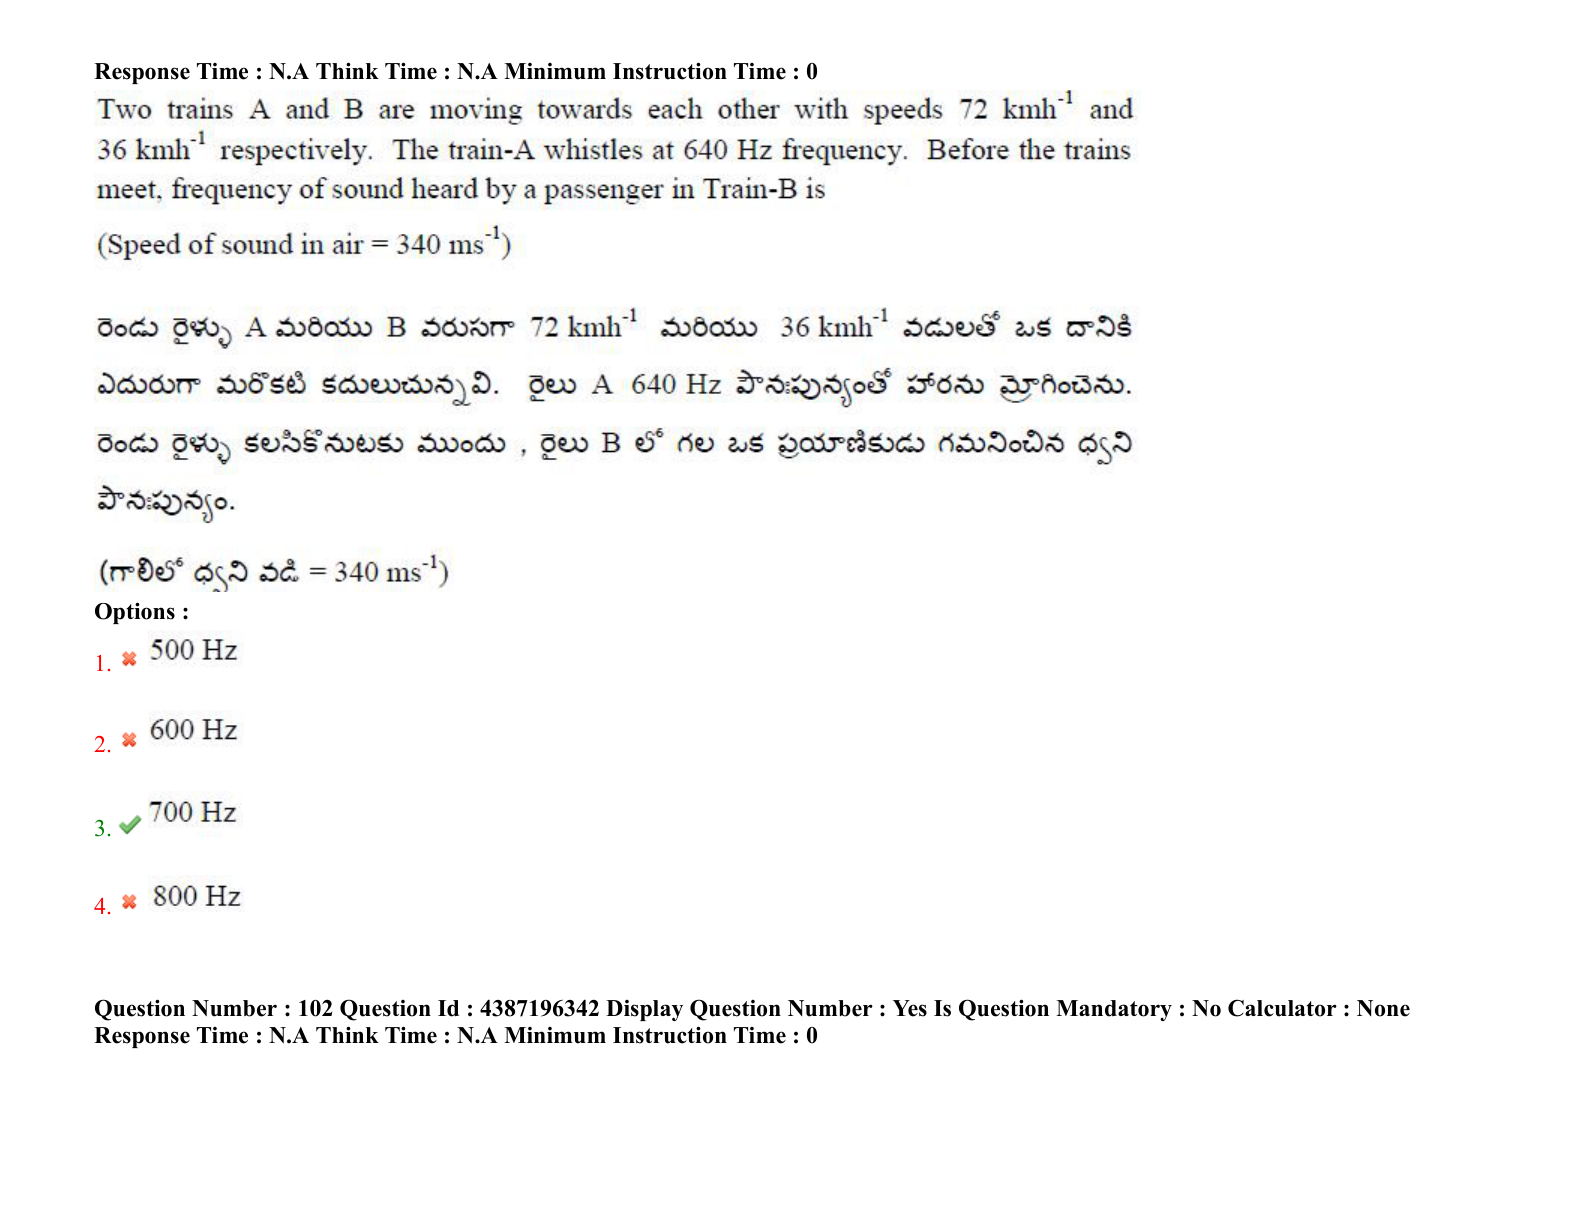 Response Time : N.A Think Time : N.A Minimum Instruction Time : 0
Two trains A and B are moving towards each other with speeds 72 kmh⁻¹ and
36 kmh⁻¹ respectively. The train-A whistles at 640 Hz frequency. Before the trains
meet, frequency of sound heard by a passenger in Train-B is
(Speed of sound in air = 340 ms⁻¹)
రెండు రైళ్ళు A మరియు B వరుసగా 72 kmh⁻¹ మరియు 36 kmh⁻¹ వడులతో ఒక దానికి
ఎదురుగా మరొకటి కదులుచున్నవి. రైలు A 640 Hz పౌనఃపున్యంతో హారను మ్రోగించెను.
రెండు రైళ్ళు కలసికొనుటకు ముందు , రైలు B లో గల ఒక ప్రయాణికుడు గమనించిన ధ్వని
పౌనఃపున్యం.
(గాలిలో ధ్వని వడి = 340 ms⁻¹)
Options :
1. 500 Hz
2. 600 Hz
3. 700 Hz
4. 800 Hz
Question Number : 102 Question Id : 4387196342 Display Question Number : Yes Is Question Mandatory : No Calculator : None
Response Time : N.A Think Time : N.A Minimum Instruction Time : 0